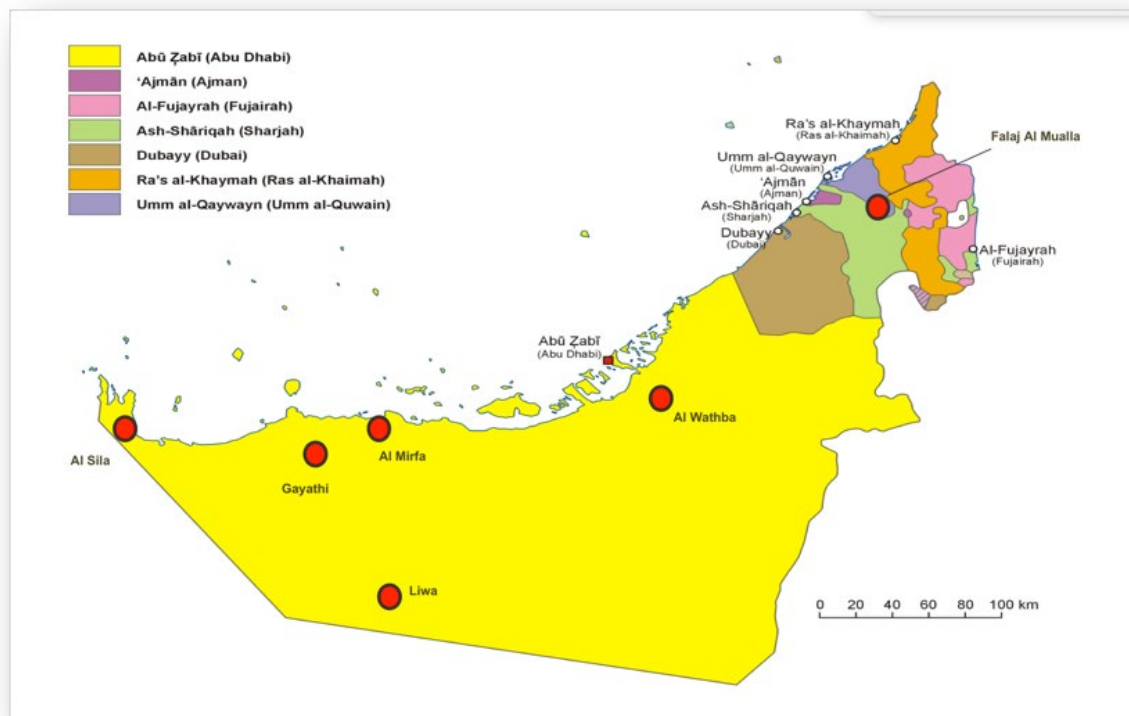 Abū Ẓabī (Abu Dhabi)
‘Ajmān (Ajman)
Al-Fujayrah (Fujairah)
Ash-Shāriqah (Sharjah)
Dubayy (Dubai)
Ra's al-Khaymah (Ras al-Khaimah)
Umm al-Qaywayn (Umm al-Quwain)
Ra's al-Khaymah
(Ras al-Khaimah)
Falaj Al Mualla
Umm al-Qaywayn
(Umm al-Quwain)
‘Ajmān
(Ajman)
Ash-Shāriqah
(Sharjah)
Dubayy
(Dubai)
Al-Fujayrah
(Fujairah)
Abū Ẓabī
(Abu Dhabi)
Al Wathba
Al Sila
Al Mirfa
Gayathi
Liwa
0 20 40 60 80 100 km